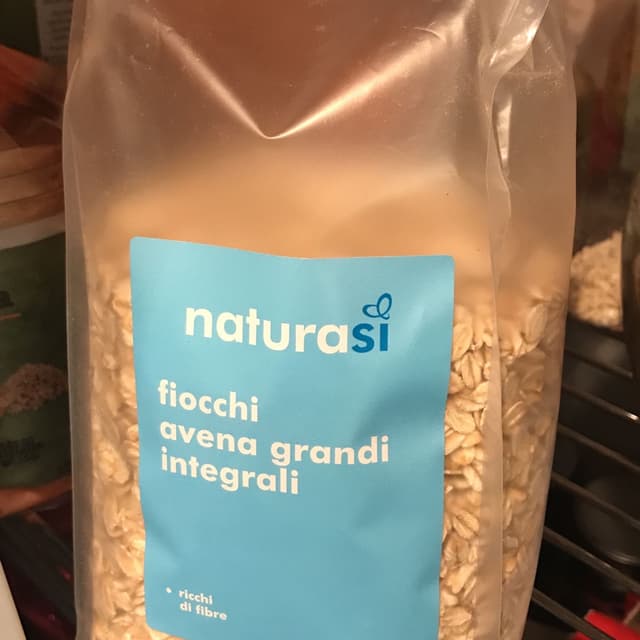 naturasì
fiocchi
avena grandi
integrali
• ricchi
di fibre